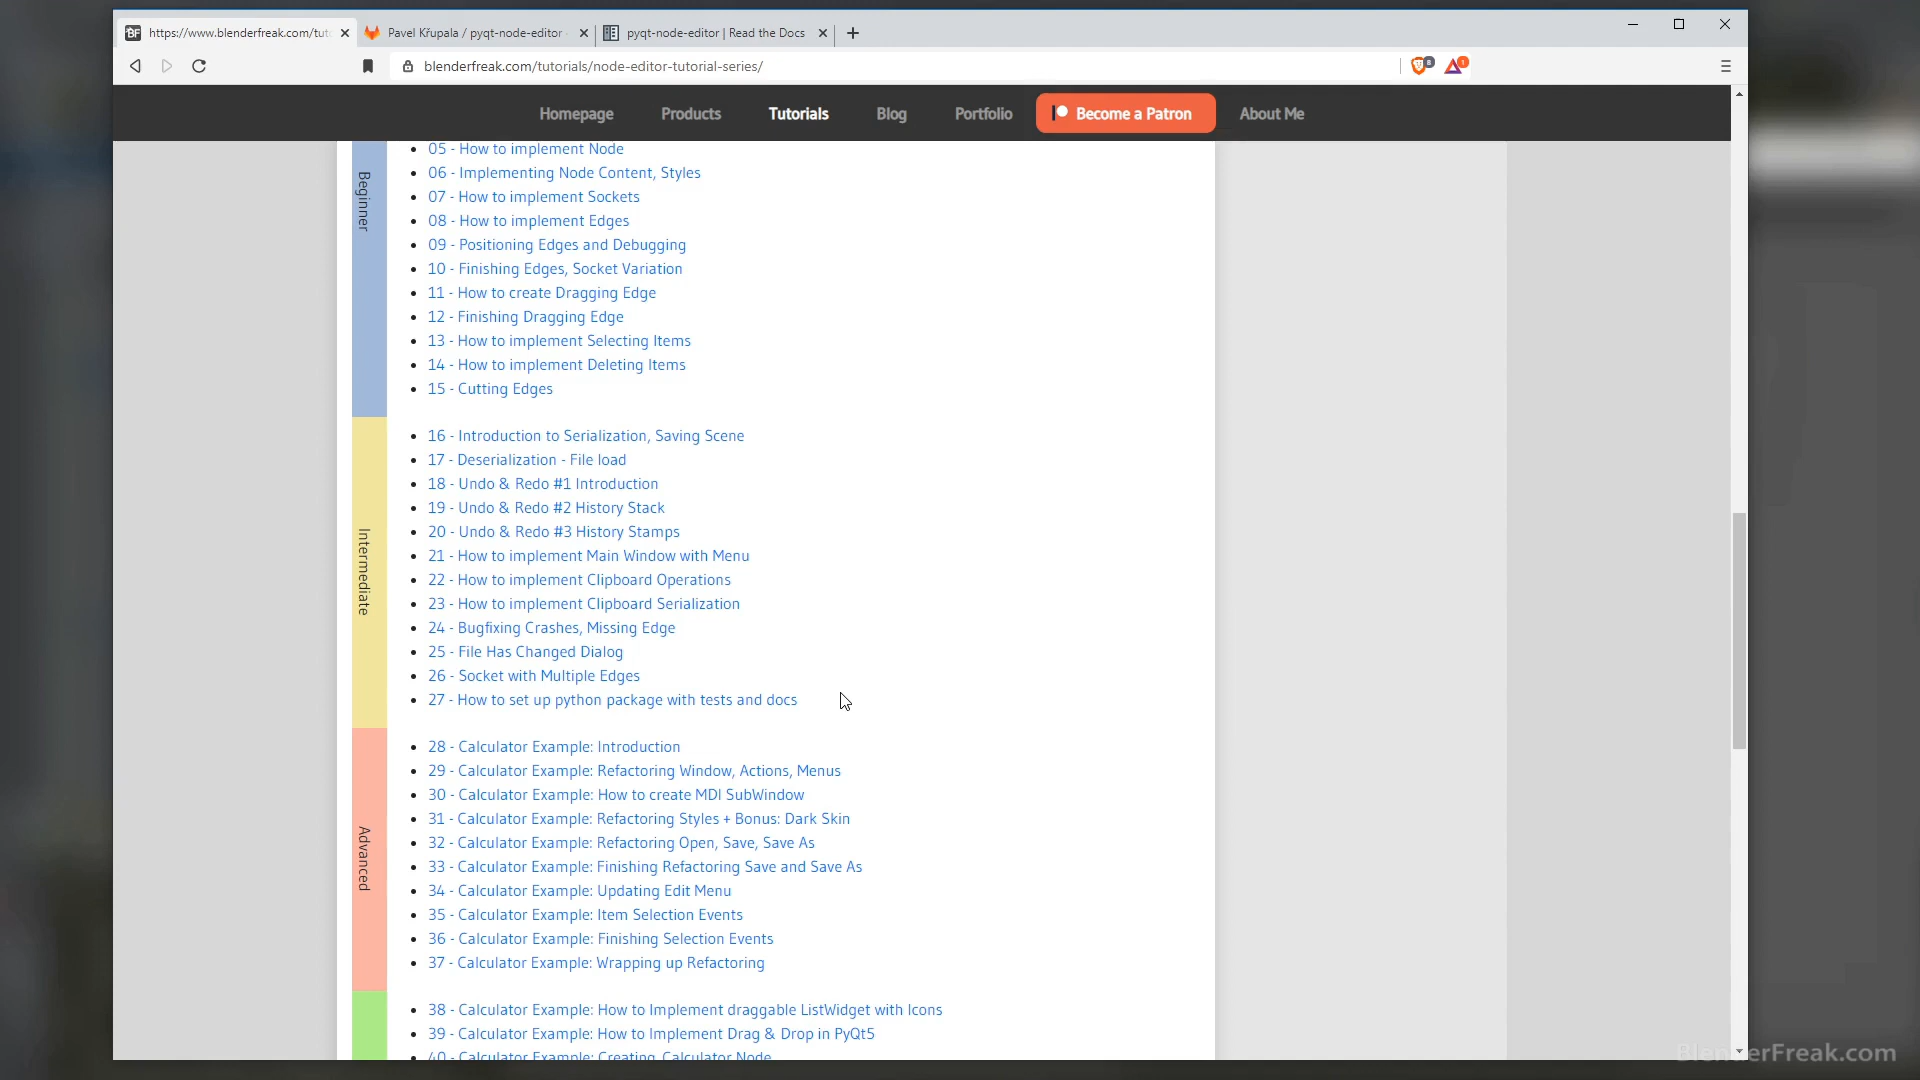 BF https://www.blenderfreak.com/tut
Pavel Křupala / pyqt-node-editor
pyqt-node-editor | Read the Docs
blenderfreak.com/tutorials/node-editor-tutorial-series/
8
1
Homepage
Products
Tutorials
Blog
Portfolio
Become a Patron
About Me
Beginner
05 - How to implement Node
06 - Implementing Node Content, Styles
07 - How to implement Sockets
08 - How to implement Edges
09 - Positioning Edges and Debugging
10 - Finishing Edges, Socket Variation
11 - How to create Dragging Edge
12 - Finishing Dragging Edge
13 - How to implement Selecting Items
14 - How to implement Deleting Items
15 - Cutting Edges
Intermediate
16 - Introduction to Serialization, Saving Scene
17 - Deserialization - File load
18 - Undo & Redo #1 Introduction
19 - Undo & Redo #2 History Stack
20 - Undo & Redo #3 History Stamps
21 - How to implement Main Window with Menu
22 - How to implement Clipboard Operations
23 - How to implement Clipboard Serialization
24 - Bugfixing Crashes, Missing Edge
25 - File Has Changed Dialog
26 - Socket with Multiple Edges
27 - How to set up python package with tests and docs
Advanced
28 - Calculator Example: Introduction
29 - Calculator Example: Refactoring Window, Actions, Menus
30 - Calculator Example: How to create MDI SubWindow
31 - Calculator Example: Refactoring Styles + Bonus: Dark Skin
32 - Calculator Example: Refactoring Open, Save, Save As
33 - Calculator Example: Finishing Refactoring Save and Save As
34 - Calculator Example: Updating Edit Menu
35 - Calculator Example: Item Selection Events
36 - Calculator Example: Finishing Selection Events
37 - Calculator Example: Wrapping up Refactoring
38 - Calculator Example: How to Implement draggable ListWidget with Icons
39 - Calculator Example: How to Implement Drag & Drop in PyQt5
40 - Calculator Example: Creating Calculator Node
BlenderFreak.com